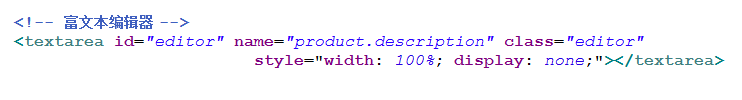 <!-- 富文本编辑器 -->
<textarea id="editor" name="product.description" class="editor"
style="width: 100%; display: none;"></textarea>